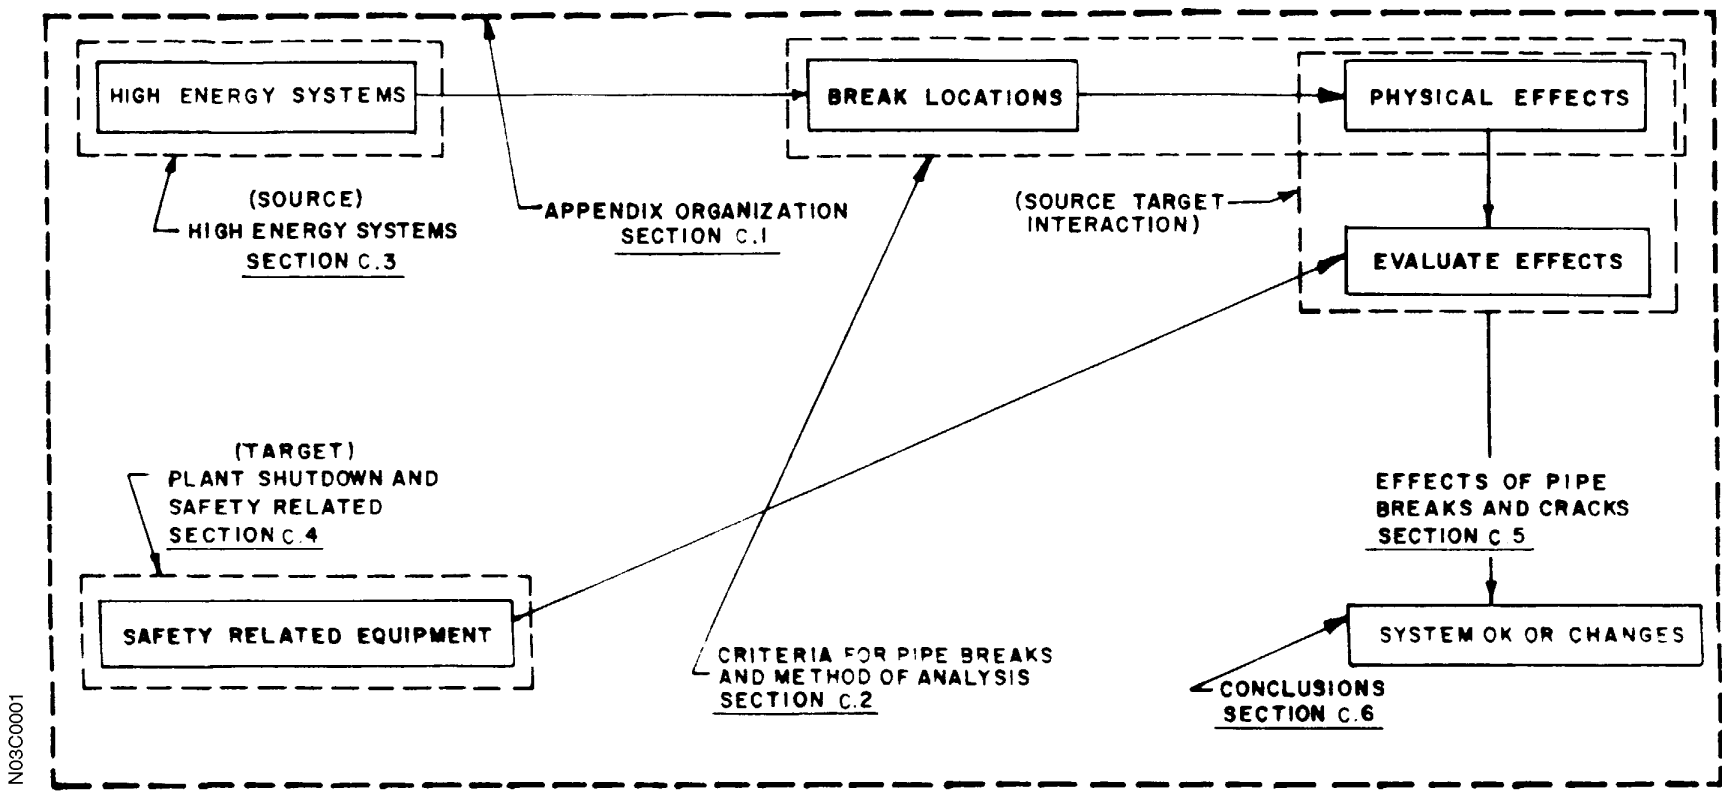 HIGH ENERGY SYSTEMS
BREAK LOCATIONS
PHYSICAL EFFECTS
(SOURCE)
HIGH ENERGY SYSTEMS
SECTION C.3
APPENDIX ORGANIZATION
SECTION C.1
(SOURCE TARGET
INTERACTION)
EVALUATE EFFECTS
(TARGET)
PLANT SHUTDOWN AND
SAFETY RELATED
SECTION C.4
EFFECTS OF PIPE
BREAKS AND CRACKS
SECTION C.5
SAFETY RELATED EQUIPMENT
SYSTEM OK OR CHANGES
CRITERIA FOR PIPE BREAKS
AND METHOD OF ANALYSIS
SECTION C.2
CONCLUSIONS
SECTION C.6
N03C0001